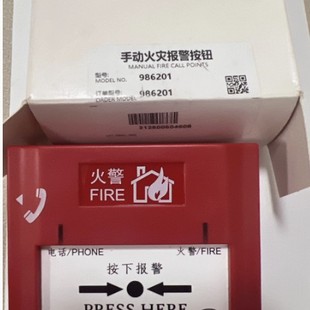 手动火灾报警按钮
MANUAL FIRE CALL POINTS
型号:
MODEL NO.
986201
订单型号:
ORDER MODEL
986201
火警
FIRE
电话/PHONE
火警/FIRE
按下报警
PRESS HERE